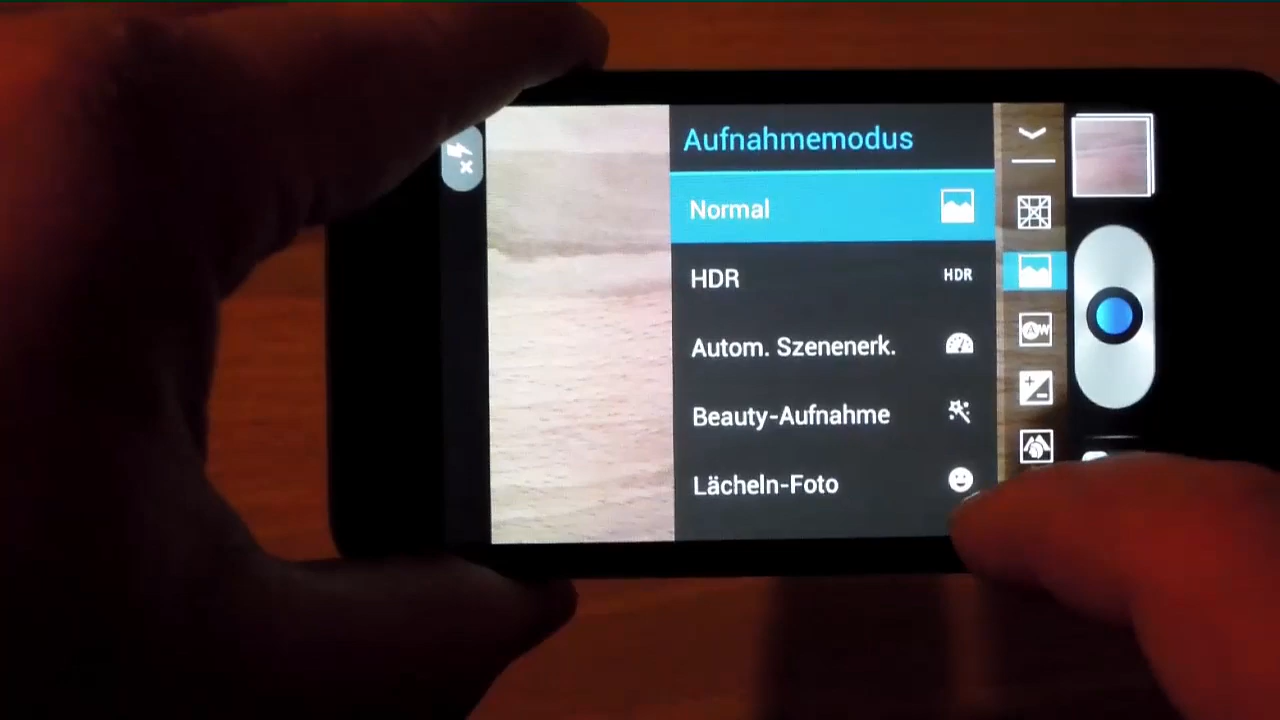 Aufnahmemodus
Normal
HDR HDR
Autom. Szenenerk.
Beauty-Aufnahme
Lächeln-Foto